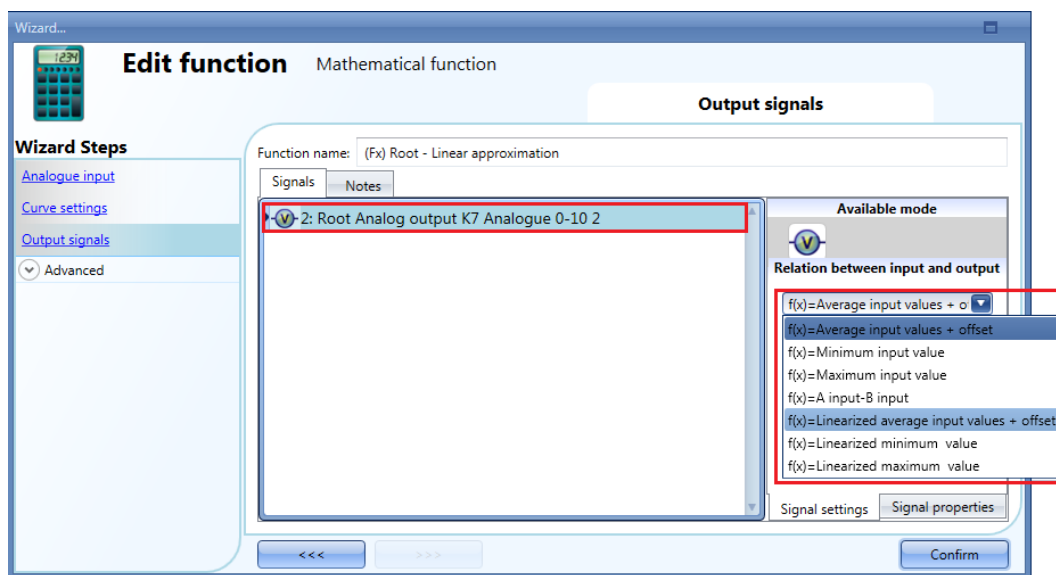 Wizard...
1234
Edit function Mathematical function
Output signals
Wizard Steps
Analogue input
Curve settings
Output signals
Advanced
Function name: (Fx) Root - Linear approximation
Signals Notes
V 2: Root Analog output K7 Analogue 0-10 2
Available mode
V
Relation between input and output
f(x)=Average input values + o
f(x)=Average input values + offset
f(x)=Minimum input value
f(x)=Maximum input value
f(x)=A input-B input
f(x)=Linearized average input values + offset
f(x)=Linearized minimum  value
f(x)=Linearized maximum  value
Signal settings Signal properties
<<< >>> Confirm